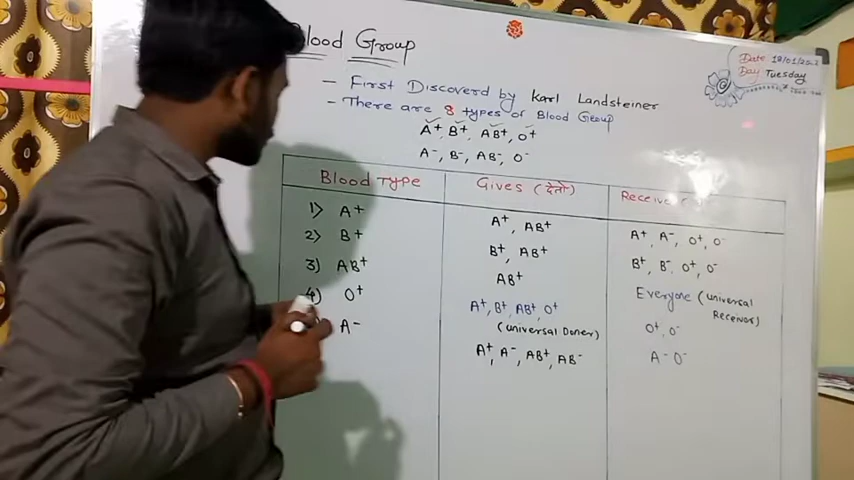 Blood Group
Date 18/01/25
Day Tuesday
- First Discoverd by Karl Landsteiner
- There are 8 types of Blood Group
A+, B+, AB+, O+
A-, B-, AB-, O-
Blood Type Gives (देतो) Receive
1> A+ A+, AB+ A+, A-, O+, O-
2> B+ B+, AB+ B+, B-, O+, O-
3) AB+ AB+ Everyone (universal Receiver)
4) O+ A+, B+, AB+, O+ (universal Doner) O+, O-
A- A+, A-, AB+, AB- A- O-